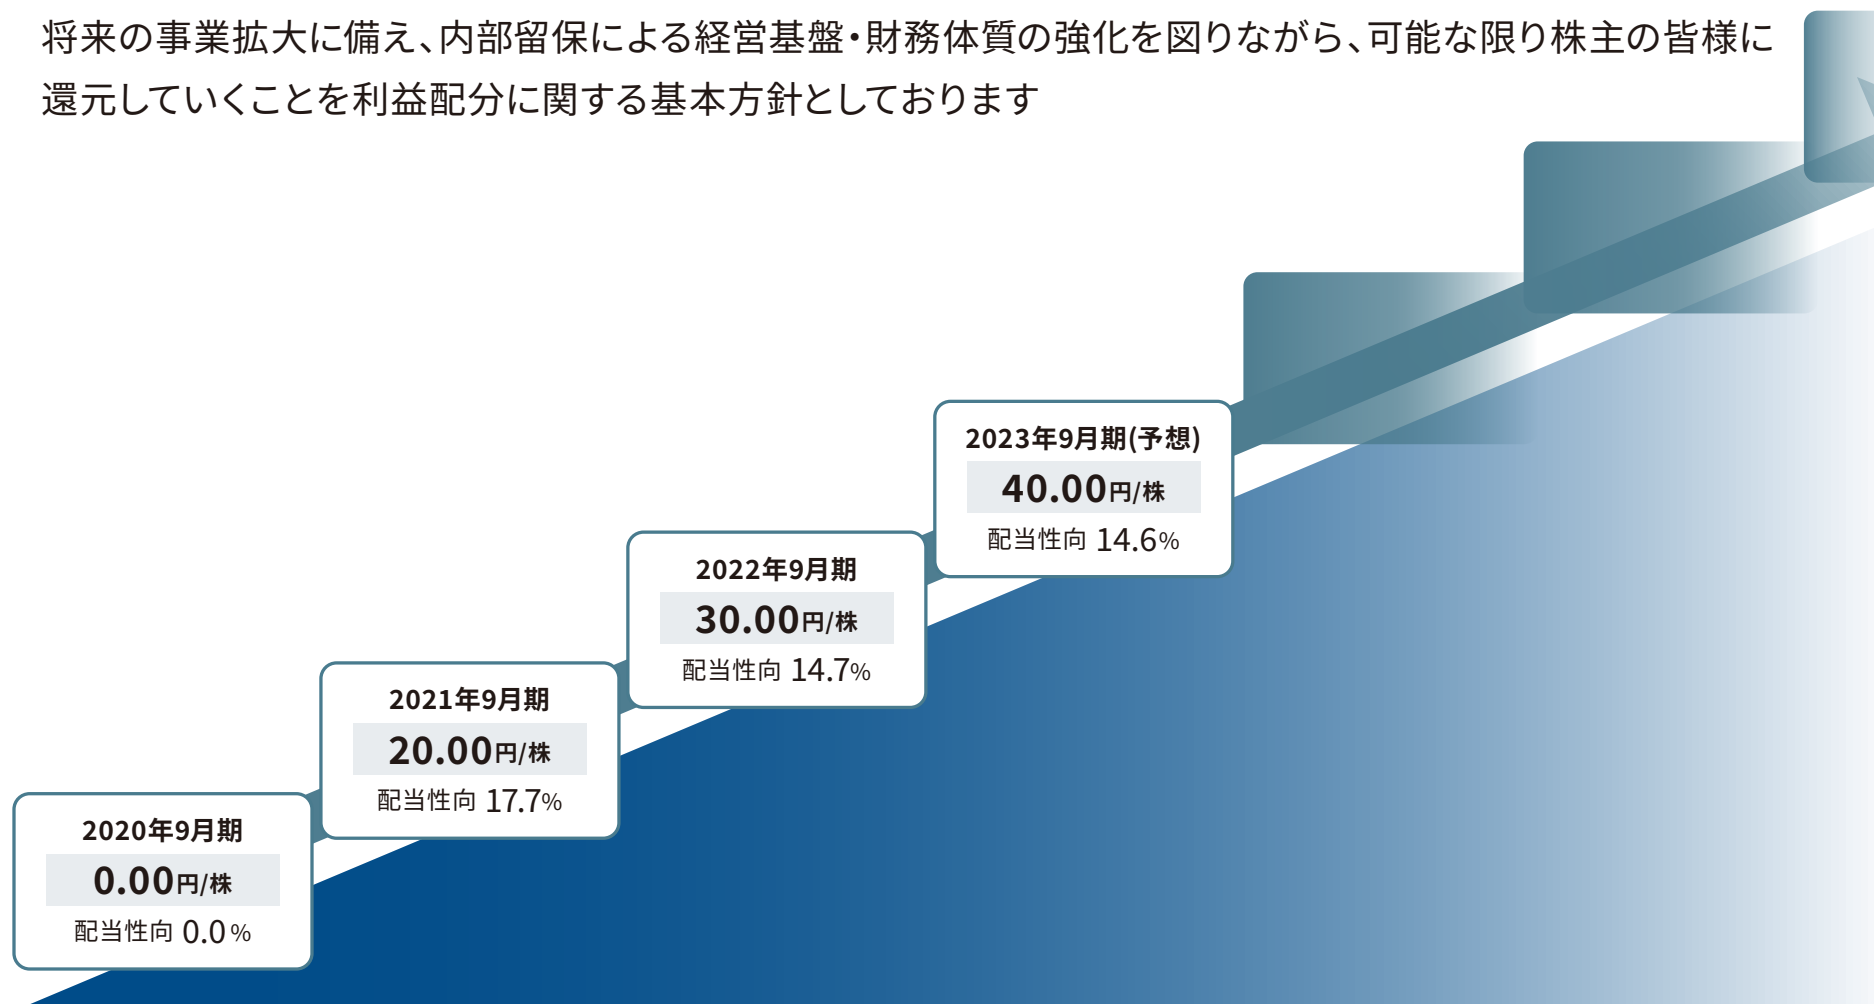 将来の事業拡大に備え、内部留保による経営基盤・財務体質の強化を図りながら、可能な限り株主の皆様に
還元していくことを利益配分に関する基本方針としております
2023年9月期(予想)
40.00円/株
配当性向 14.6%
2022年9月期
30.00円/株
配当性向 14.7%
2021年9月期
20.00円/株
配当性向 17.7%
2020年9月期
0.00円/株
配当性向 0.0%